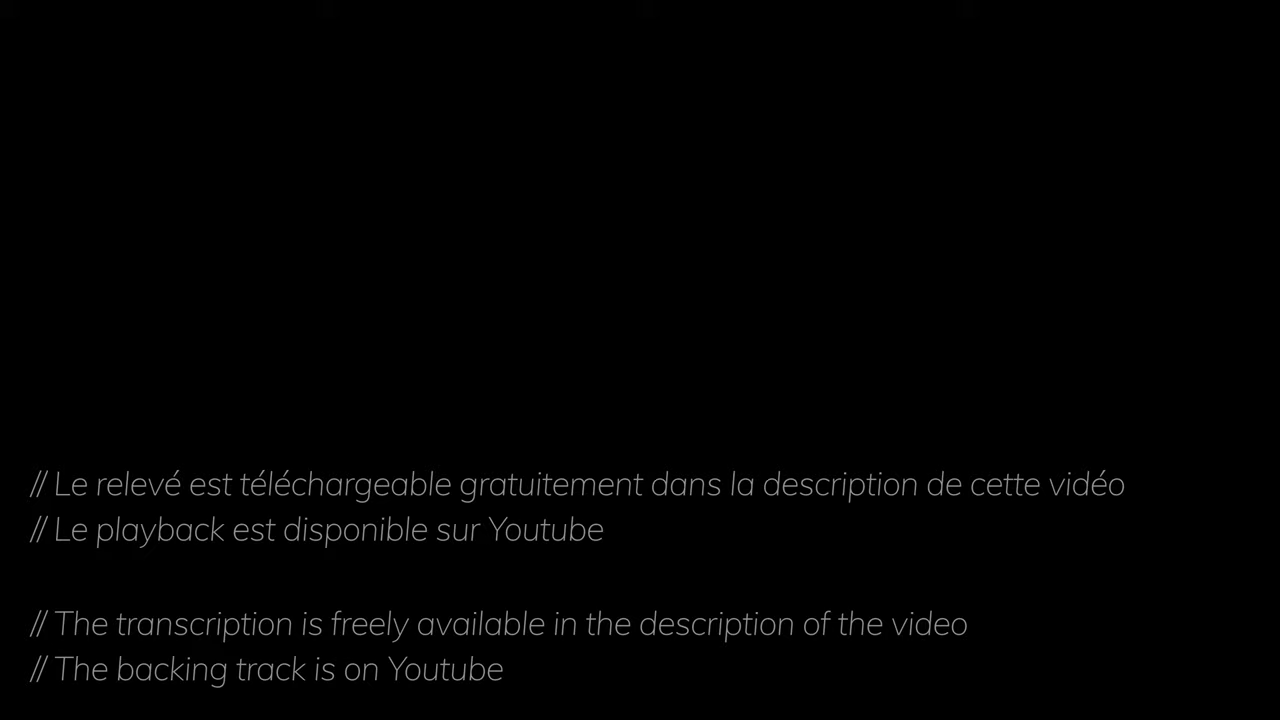 // Le relevé est téléchargeable gratuitement dans la description de cette vidéo
// Le playback est disponible sur Youtube
// The transcription is freely available in the description of the video
// The backing track is on Youtube